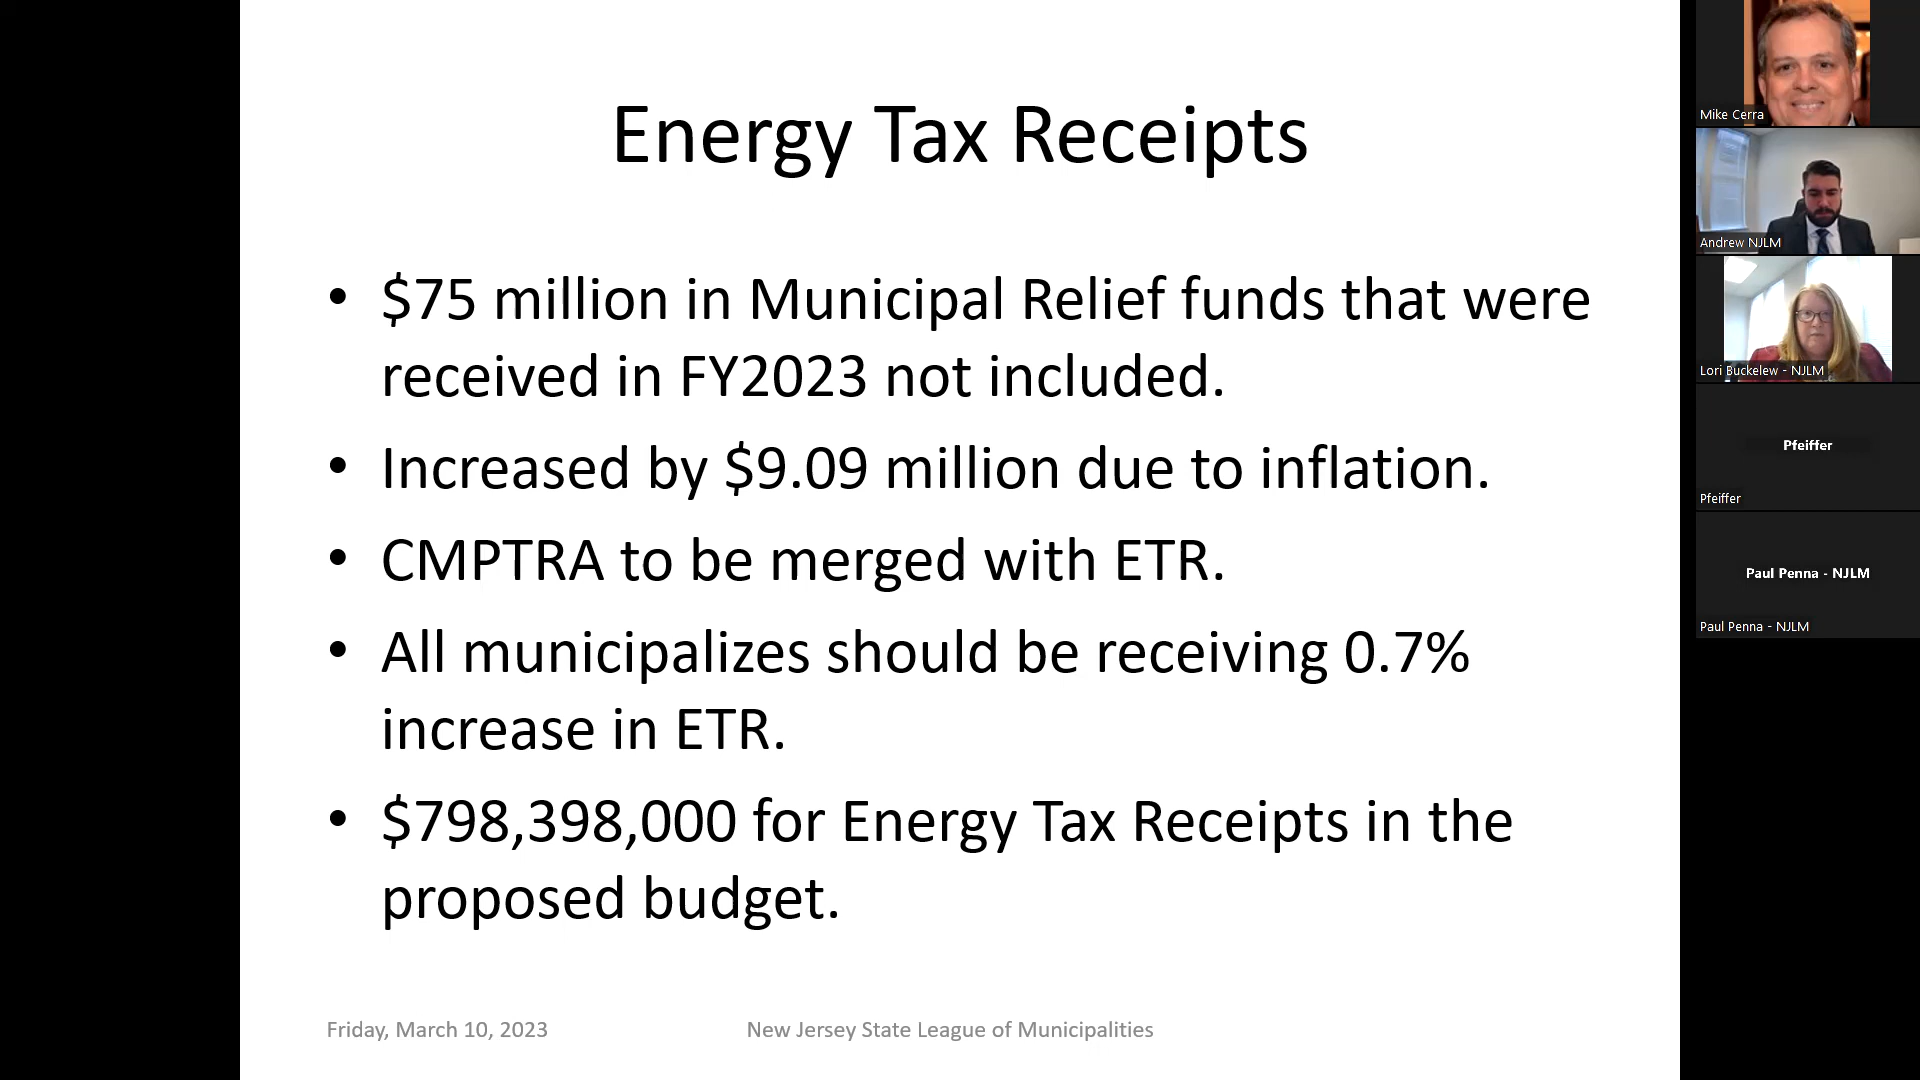 Energy Tax Receipts
• $75 million in Municipal Relief funds that were
received in FY2023 not included.
• Increased by $9.09 million due to inflation.
• CMPTRA to be merged with ETR.
• All municipalizes should be receiving 0.7%
increase in ETR.
• $798,398,000 for Energy Tax Receipts in the
proposed budget.
Friday, March 10, 2023
New Jersey State League of Municipalities
Mike Cerra
Andrew NJLM
Lori Buckelew - NJLM
Pfeiffer
Pfeiffer
Paul Penna - NJLM
Paul Penna - NJLM